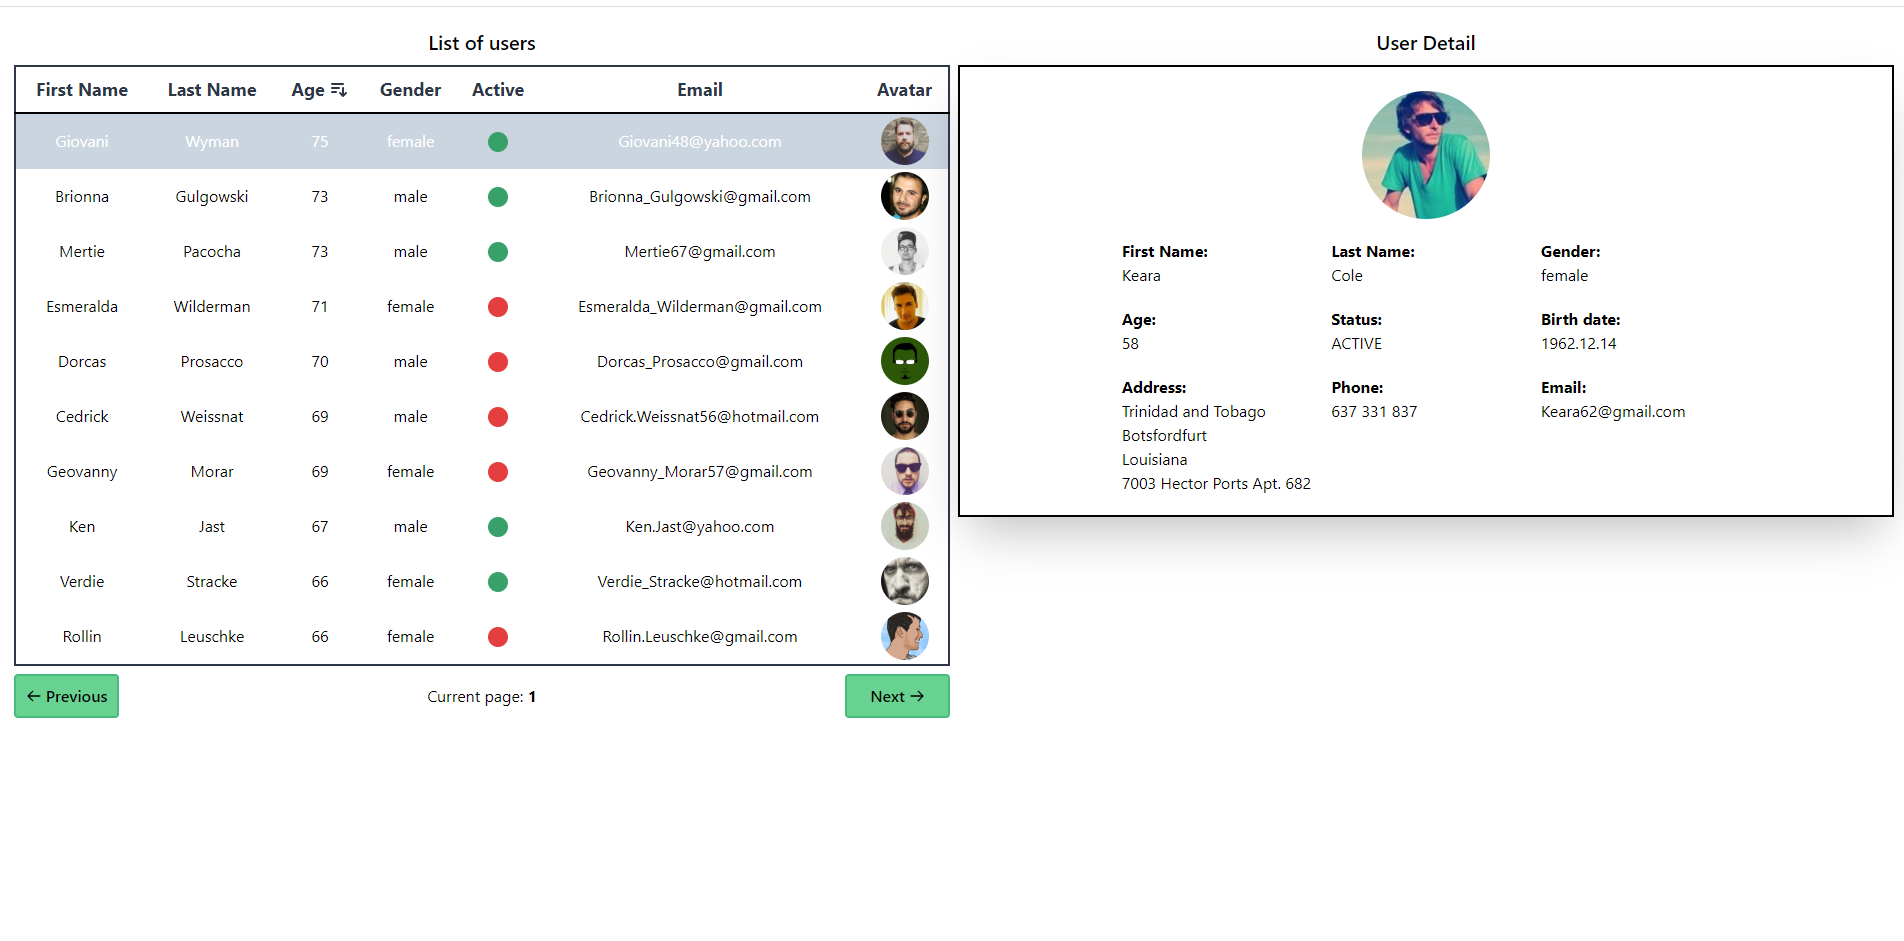 List of users
First Name Last Name Age Gender Active Email Avatar
Giovani Wyman 75 female Giovani48@yahoo.com
Brionna Gulgowski 73 male Brionna_Gulgowski@gmail.com
Mertie Pacocha 73 male Mertie67@gmail.com
Esmeralda Wilderman 71 female Esmeralda_Wilderman@gmail.com
Dorcas Prosacco 70 male Dorcas_Prosacco@gmail.com
Cedrick Weissnat 69 male Cedrick.Weissnat56@hotmail.com
Geovanny Morar 69 female Geovanny_Morar57@gmail.com
Ken Jast 67 male Ken.Jast@yahoo.com
Verdie Stracke 66 female Verdie_Stracke@hotmail.com
Rollin Leuschke 66 female Rollin.Leuschke@gmail.com
← Previous Current page: 1 Next →
User Detail
First Name: Last Name: Gender:
Keara Cole female
Age: Status: Birth date:
58 ACTIVE 1962.12.14
Address: Phone: Email:
Trinidad and Tobago 637 331 837 Keara62@gmail.com
Botsfordfurt
Louisiana
7003 Hector Ports Apt. 682